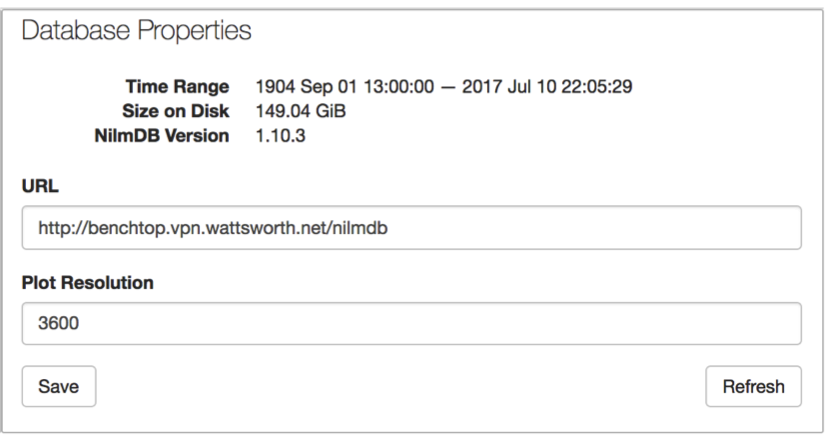 Database Properties
Time Range 1904 Sep 01 13:00:00 — 2017 Jul 10 22:05:29
Size on Disk 149.04 GiB
NilmDB Version 1.10.3
URL
http://benchtop.vpn.wattsworth.net/nilmdb
Plot Resolution
3600
Save Refresh